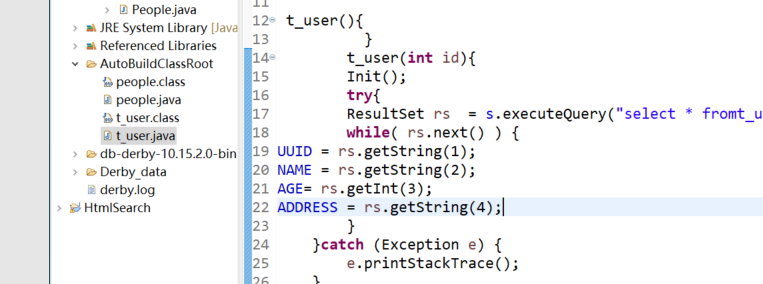 People.java
JRE System Library [Java
Referenced Libraries
AutoBuildClassRoot
people.class
people.java
t_user.class
t_user.java
db-derby-10.15.2.0-bin
Derby_data
derby.log
HtmlSearch
11
12 t_user(){
13 }
14 t_user(int id){
15 Init();
16 try{
17 ResultSet rs = s.executeQuery("select * fromt_u
18 while( rs.next() ) {
19 UUID = rs.getString(1);
20 NAME = rs.getString(2);
21 AGE= rs.getInt(3);
22 ADDRESS = rs.getString(4);
23 }
24 }catch (Exception e) {
25 e.printStackTrace();
26 }